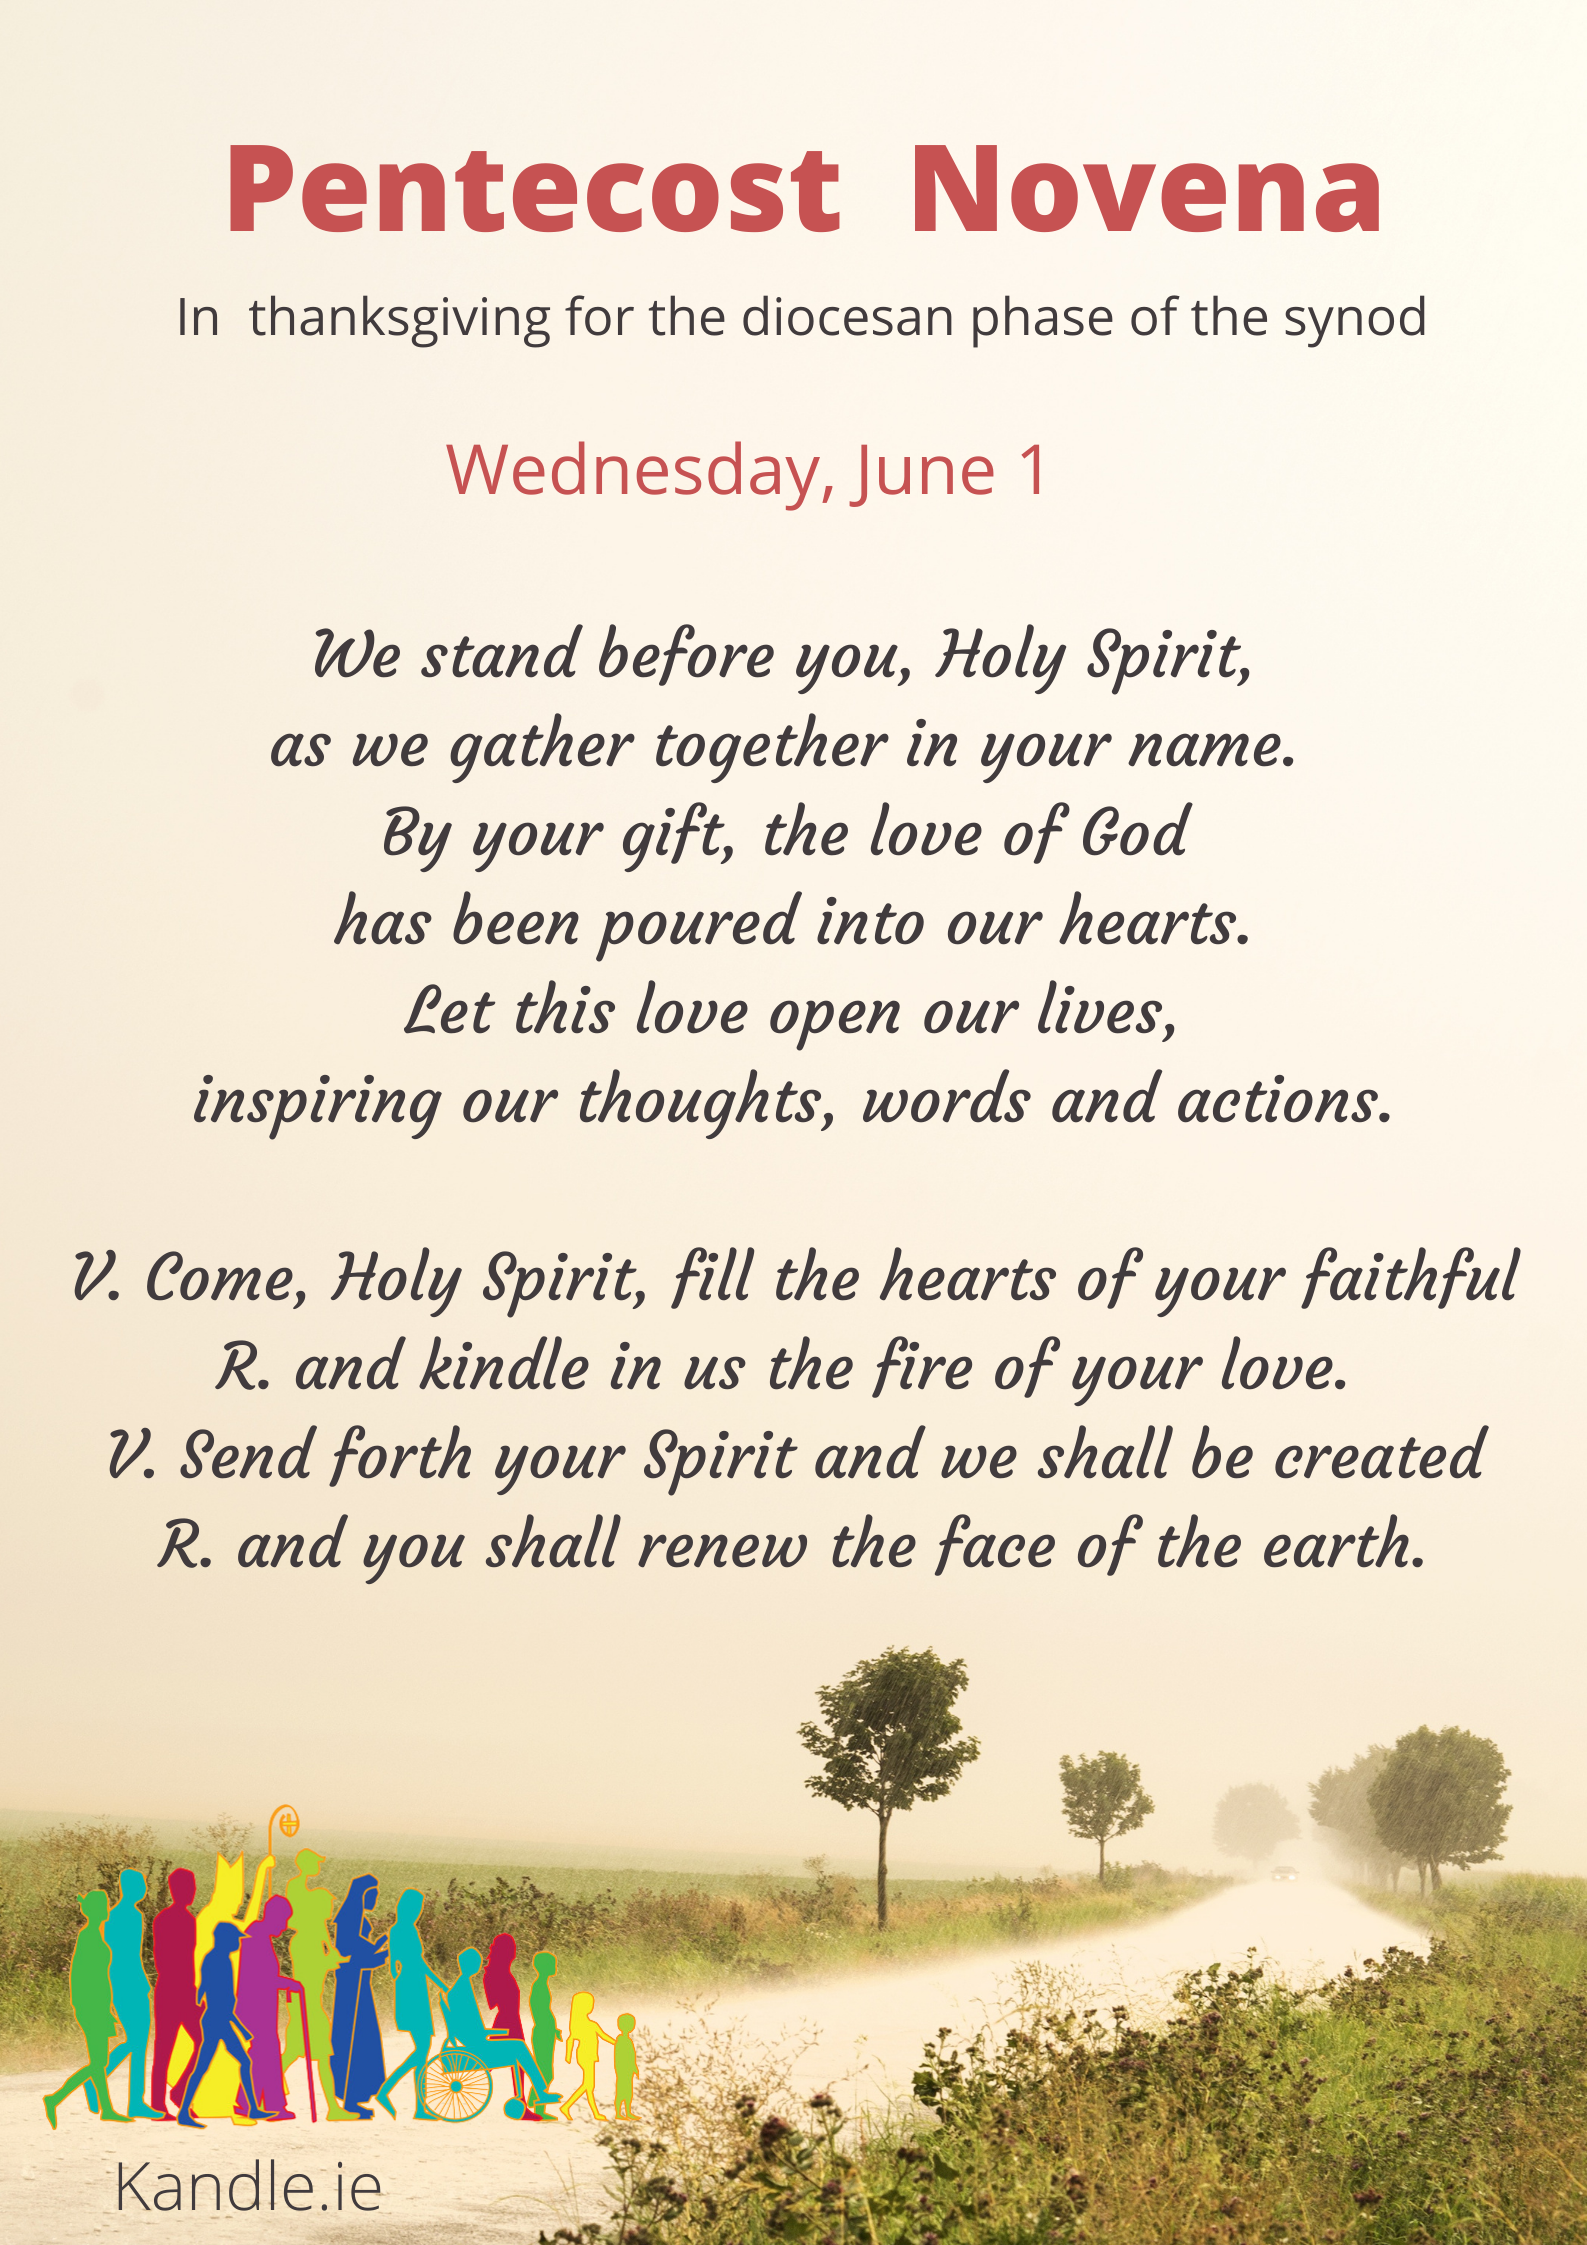 Pentecost Novena
In thanksgiving for the diocesan phase of the synod
Wednesday, June 1
We stand before you, Holy Spirit,
as we gather together in your name.
By your gift, the love of God
has been poured into our hearts.
Let this love open our lives,
inspiring our thoughts, words and actions.
V. Come, Holy Spirit, fill the hearts of your faithful
R. and kindle in us the fire of your love.
V. Send forth your Spirit and we shall be created
R. and you shall renew the face of the earth.
Kandle.ie